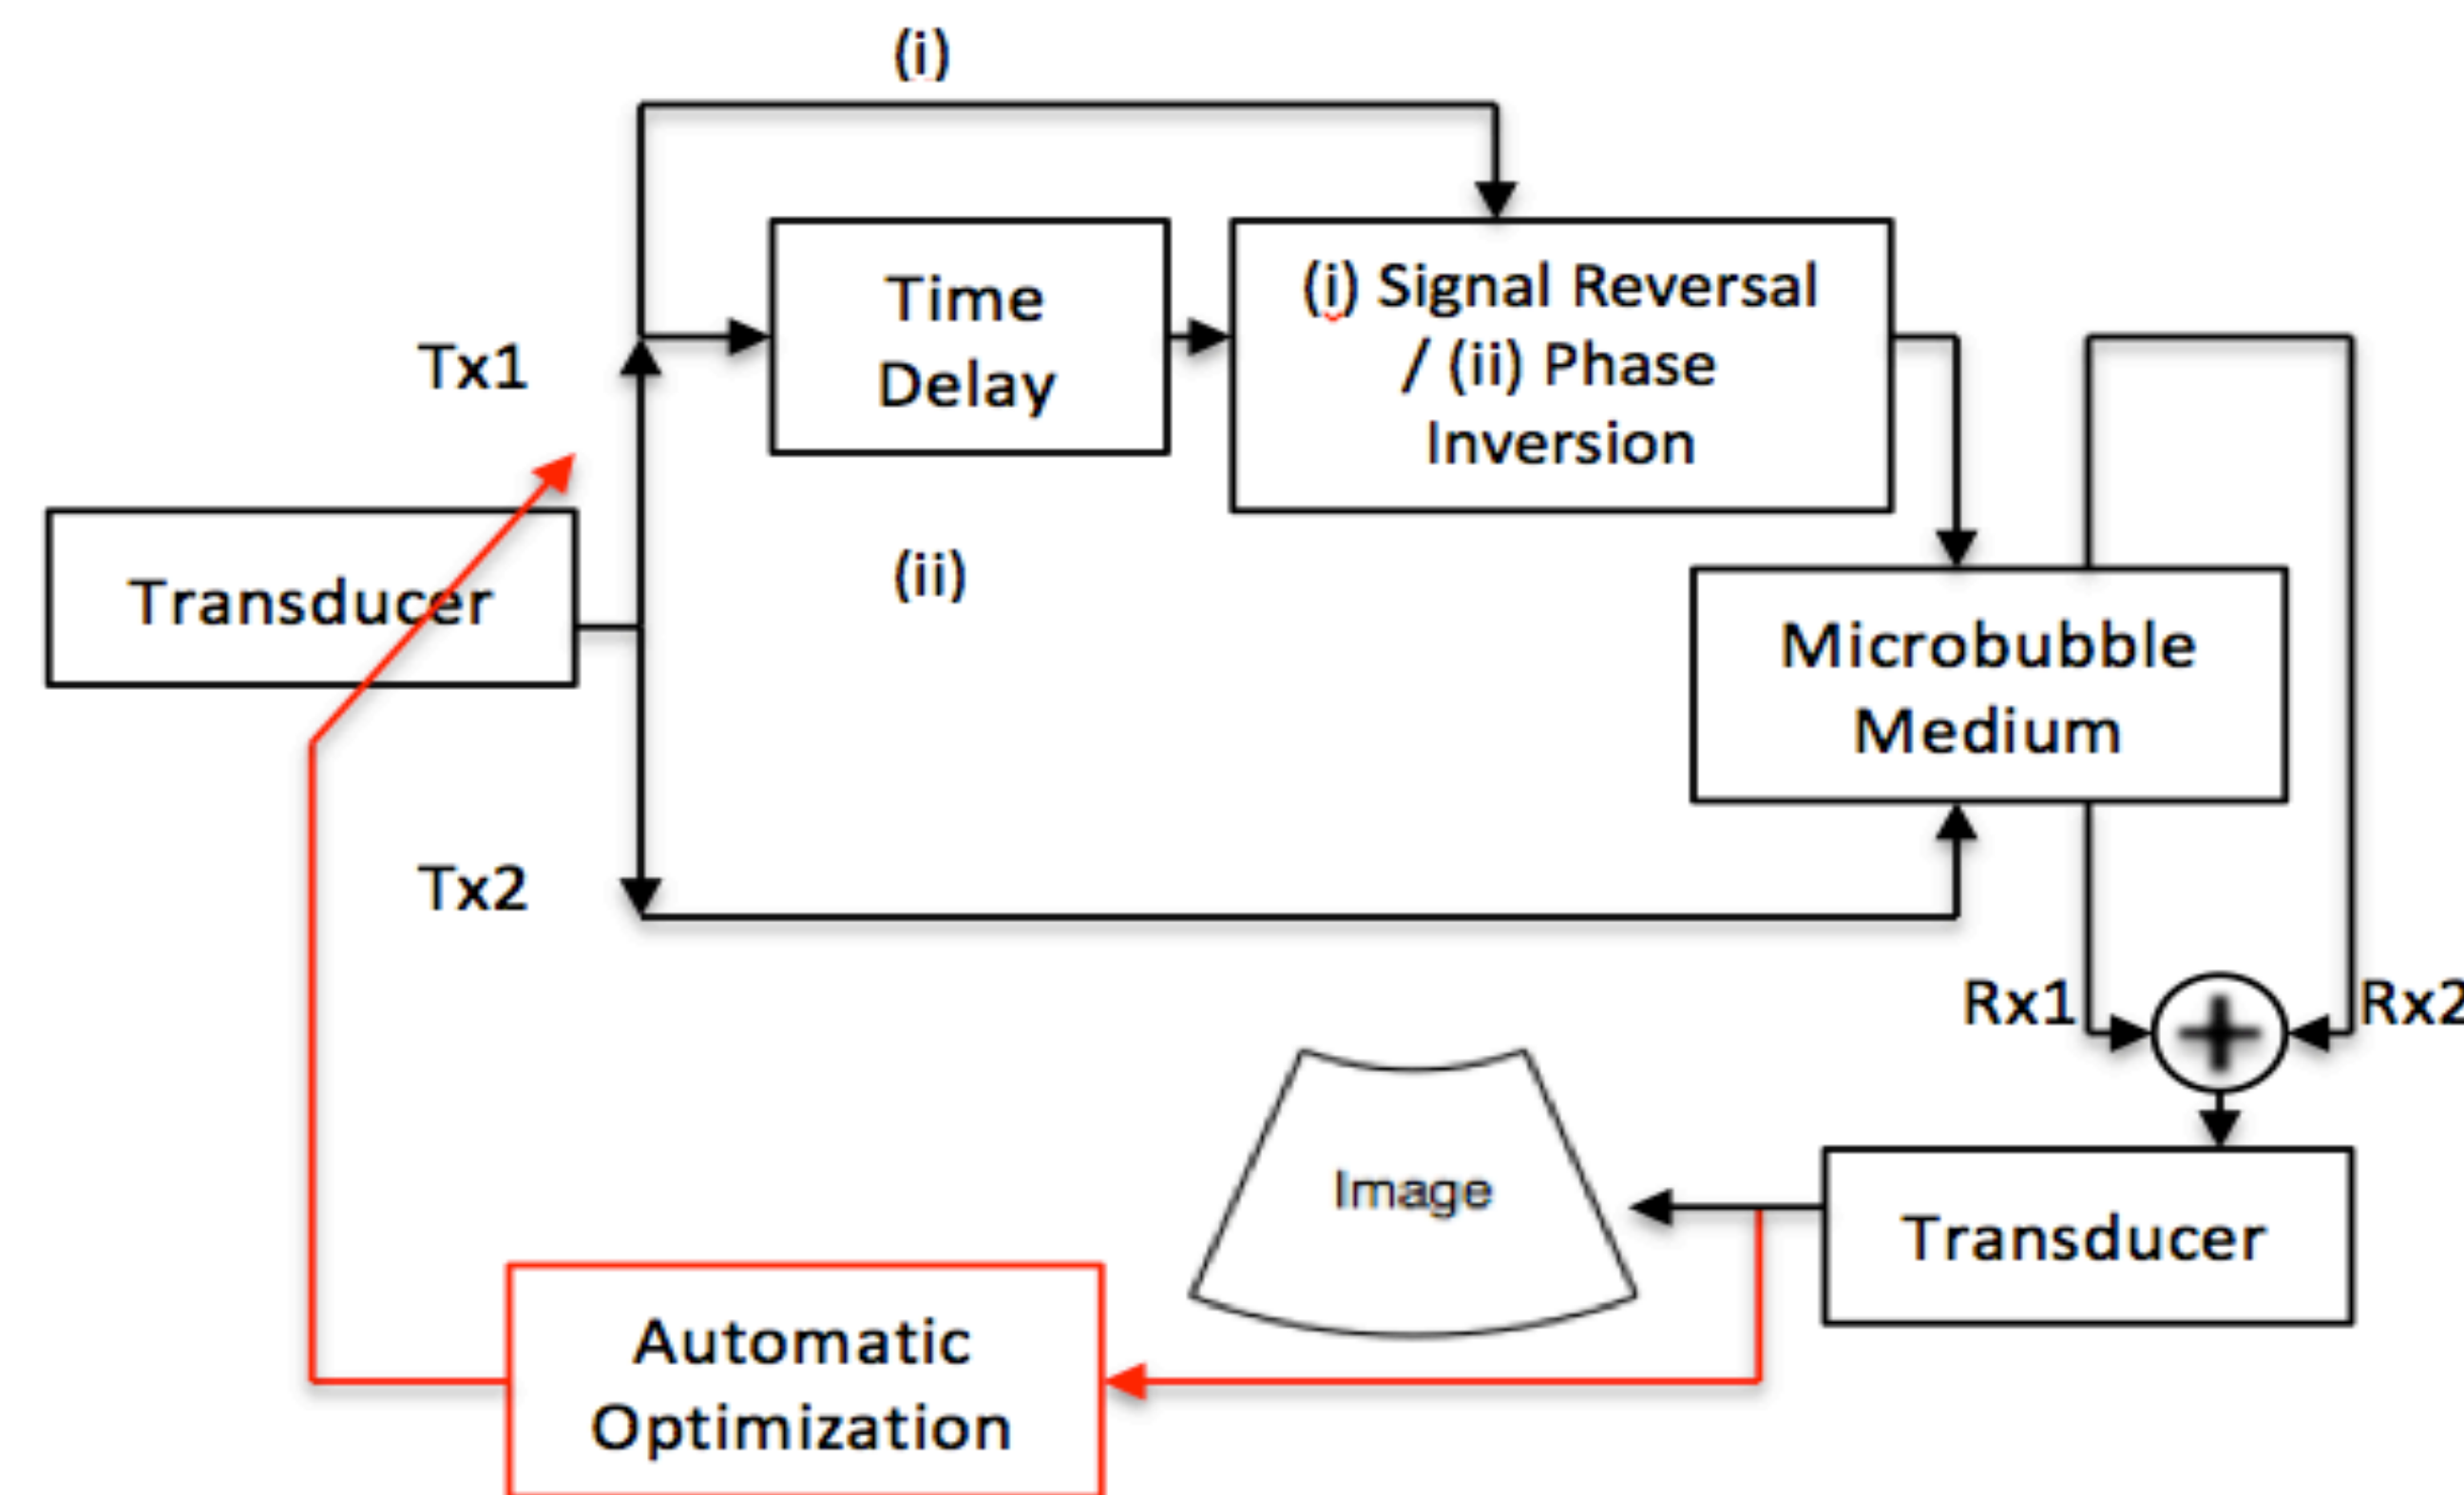 (i)
Time
Delay
(i) Signal Reversal
/ (ii) Phase
Inversion
Tx1
(ii)
Transducer
Microbubble
Medium
Tx2
Rx1
Rx2
Image
Transducer
Automatic
Optimization